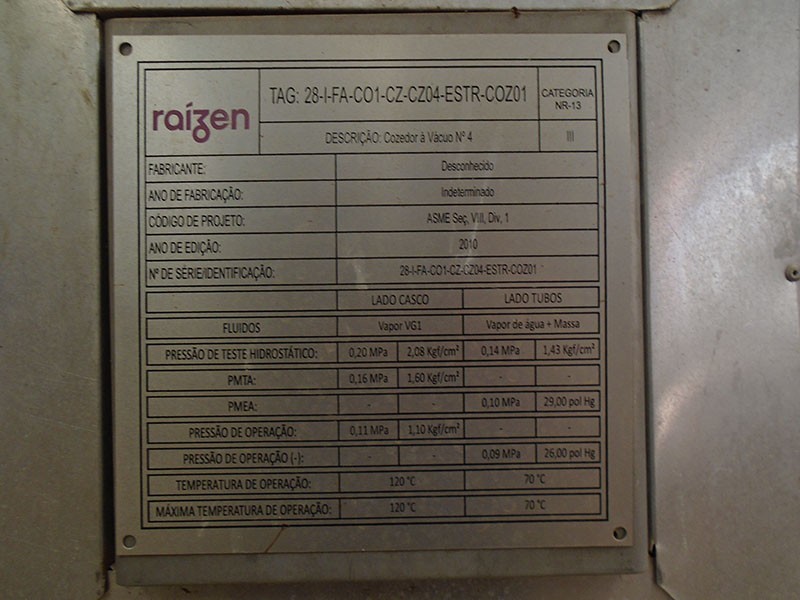 raízen
TAG: 28-I-FA-CO1-CZ-CZ04-ESTR-COZ01
CATEGORIA
NR-13
DESCRIÇÃO: Cozedor à Vácuo Nº 4
III
FABRICANTE: Desconhecido
ANO DE FABRICAÇÃO: Indeterminado
CÓDIGO DE PROJETO: ASME Seç, VIII, Div, 1
ANO DE EDIÇÃO: 2010
Nº DE SÉRIE/IDENTIFICAÇÃO: 28-I-FA-CO1-CZ-CZ04-ESTR-COZ01
LADO CASCO LADO TUBOS
FLUIDOS Vapor VG1 Vapor de água + Massa
PRESSÃO DE TESTE HIDROSTÁTICO: 0,20 MPa 2,08 Kgf/cm² 0,14 MPa 1,43 Kgf/cm²
PMTA: 0,16 MPa 1,60 Kgf/cm² - -
PMEA: - - 0,10 MPa 29,00 pol Hg
PRESSÃO DE OPERAÇÃO: 0,11 MPa 1,10 Kgf/cm² - -
PRESSÃO DE OPERAÇÃO (-): - - 0,09 MPa 26,00 pol Hg
TEMPERATURA DE OPERAÇÃO: 120 °C 70 °C
MÁXIMA TEMPERATURA DE OPERAÇÃO: 120 °C 70 °C